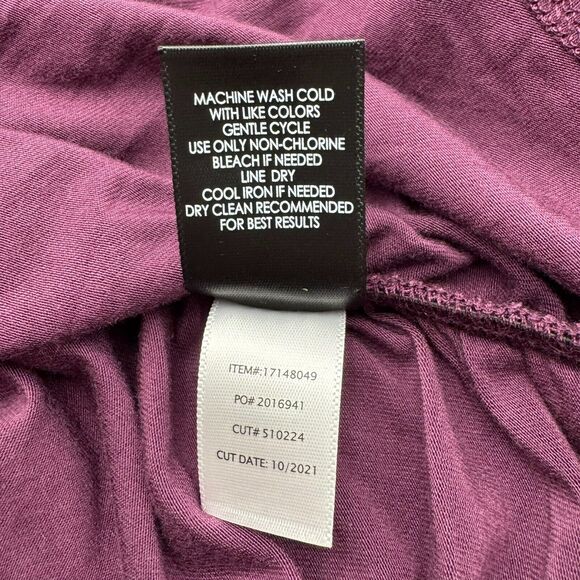 MACHINE WASH COLD
WITH LIKE COLORS
GENTLE CYCLE
USE ONLY NON-CHLORINE
BLEACH IF NEEDED
LINE DRY
COOL IRON IF NEEDED
DRY CLEAN RECOMMENDED
FOR BEST RESULTS
ITEM#:17148049
PO# 2016941
CUT# 510224
CUT DATE: 10/2021